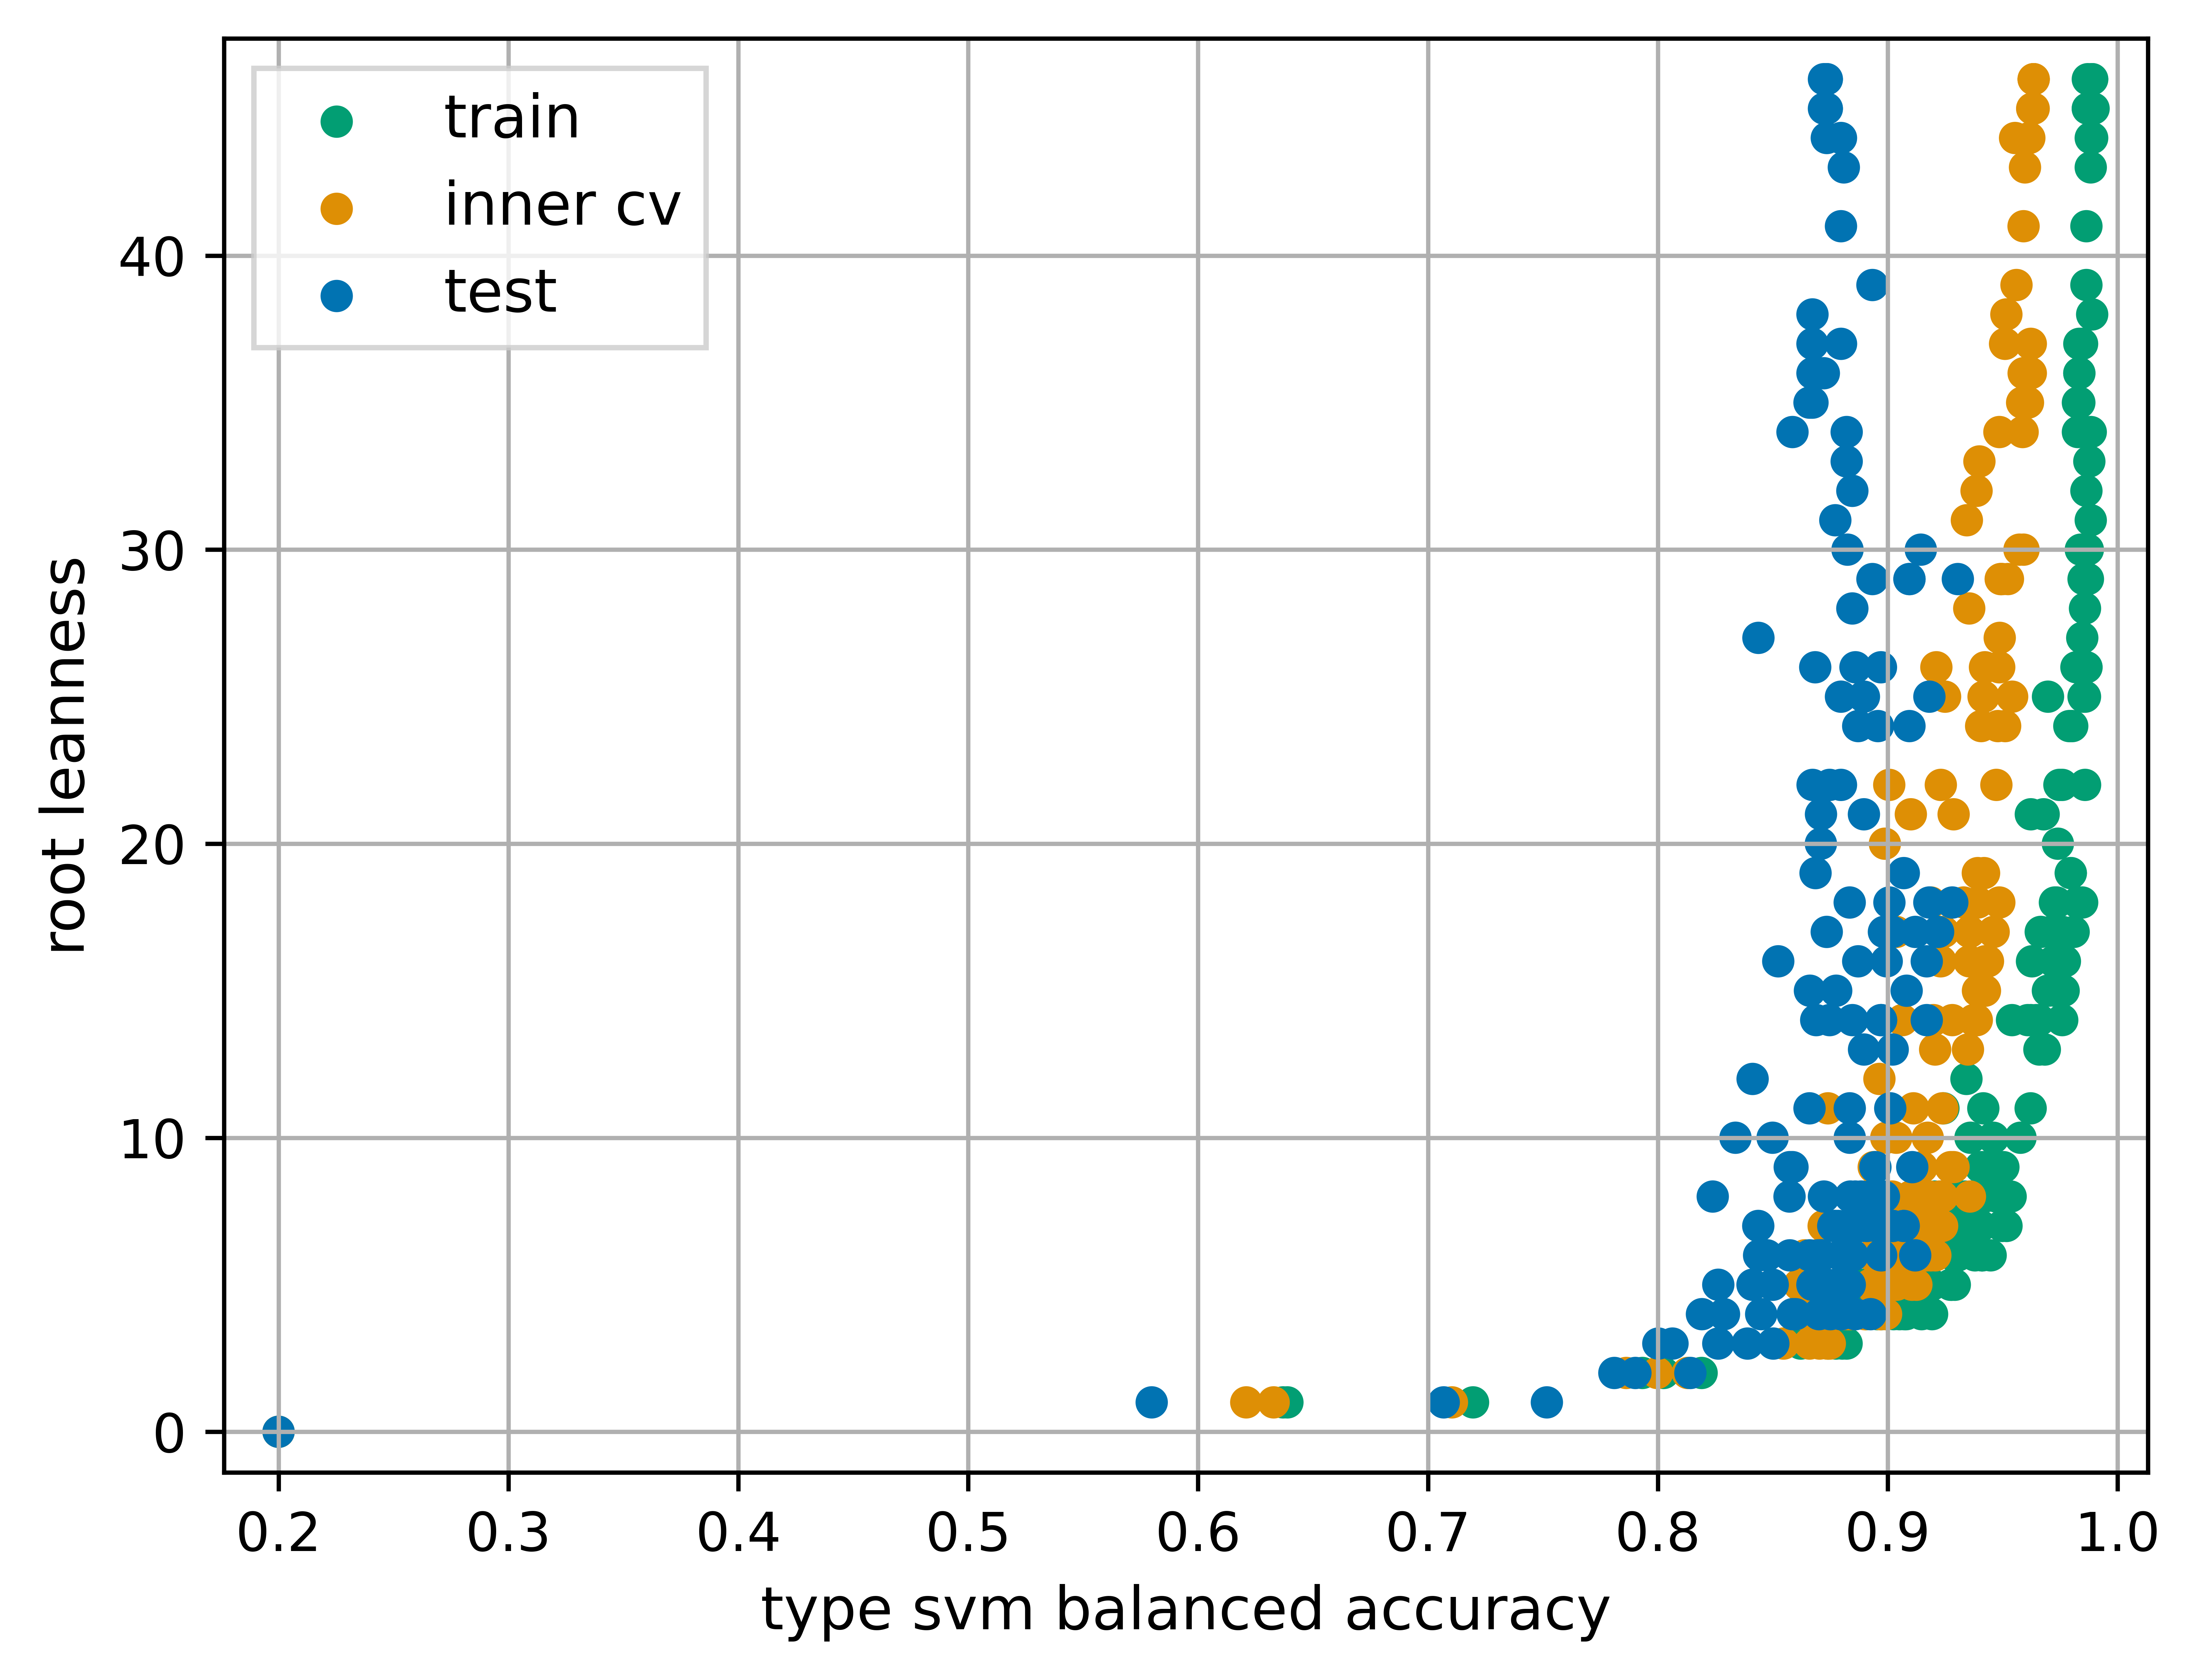 train
inner cv
test
40
30
20
10
0
root leanness
0.2 0.3 0.4 0.5 0.6 0.7 0.8 0.9 1.0
type svm balanced accuracy